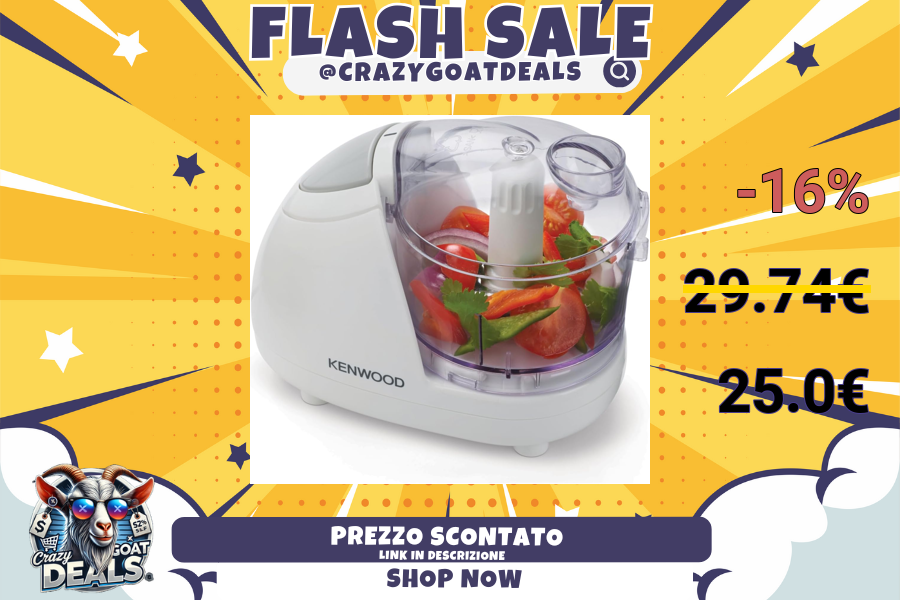 FLASH SALE
@CRAZYGOATDEALS
-16%
29.74€
25.0€
KENWOOD
$
Crazy
GOAT
DEALS
PREZZO SCONTATO
LINK IN DESCRIZIONE
SHOP NOW